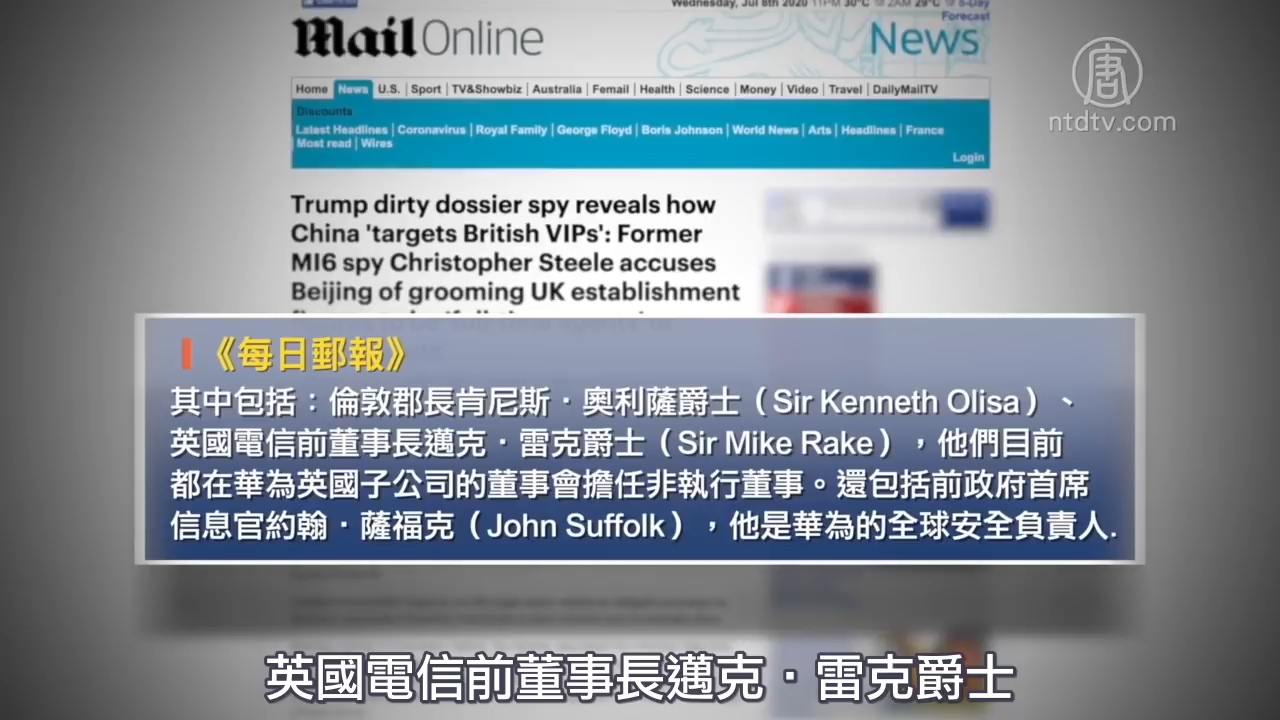 Wednesday, Jul 8th 2020 11PM 30°C 2AM 29°C 5-Day Forecast
Mail Online
News
唐
ntdtv.com
Home | News | U.S. | Sport | TV&Showbiz | Australia | Femail | Health | Science | Money | Video | Travel | DailyMailTV
Discounts
Latest Headlines | Coronavirus | Royal Family | George Floyd | Boris Johnson | World News | Arts | Headlines | France
Most read | Wires
Login
Trump dirty dossier spy reveals how
China 'targets British VIPs': Former
MI6 spy Christopher Steele accuses
Beijing of grooming UK establishment
《每日郵報》
其中包括：倫敦郡長肯尼斯．奧利薩爵士（Sir Kenneth Olisa）、
英國電信前董事長邁克．雷克爵士（Sir Mike Rake），他們目前
都在華為英國子公司的董事會擔任非執行董事。還包括前政府首席
信息官約翰．薩福克（John Suffolk），他是華為的全球安全負責人.
英國電信前董事長邁克．雷克爵士